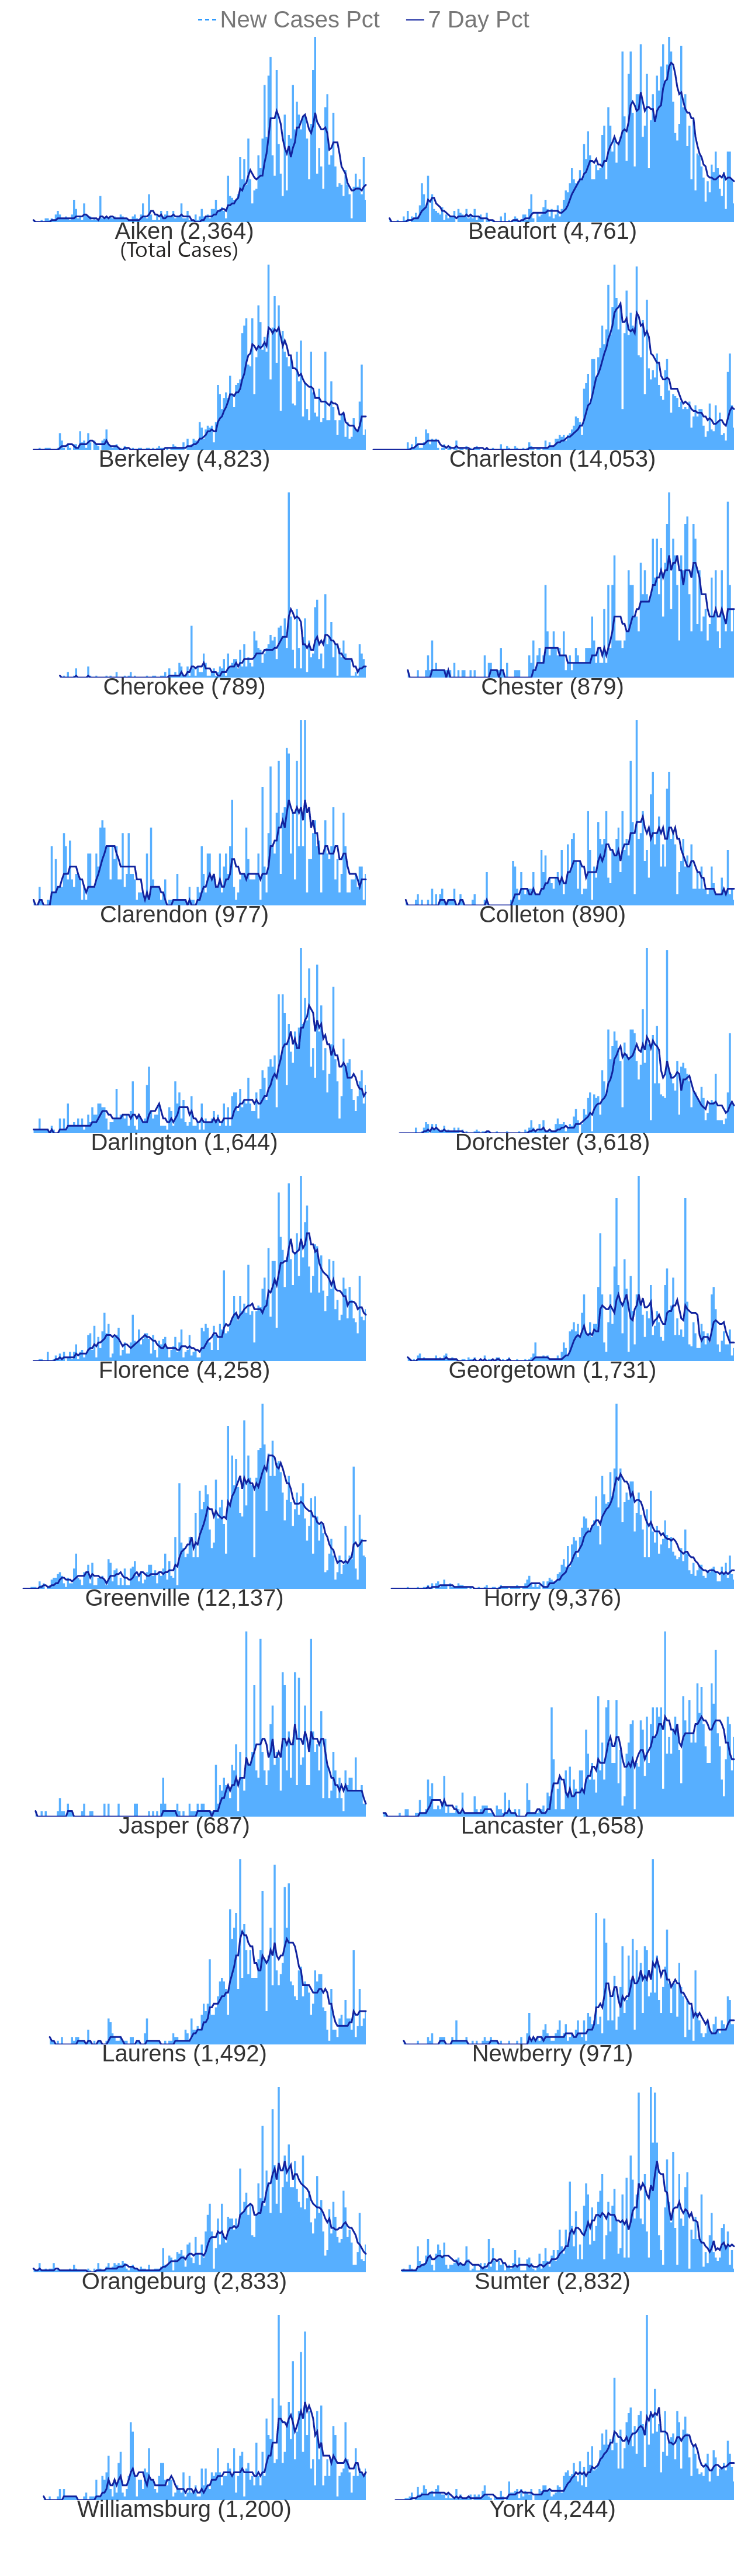 New Cases Pct 7 Day Pct
Aiken (2,364) Beaufort (4,761)
(Total Cases)
Berkeley (4,823) Charleston (14,053)
Cherokee (789) Chester (879)
Clarendon (977) Colleton (890)
Darlington (1,644) Dorchester (3,618)
Florence (4,258) Georgetown (1,731)
Greenville (12,137) Horry (9,376)
Jasper (687) Lancaster (1,658)
Laurens (1,492) Newberry (971)
Orangeburg (2,833) Sumter (2,832)
Williamsburg (1,200) York (4,244)